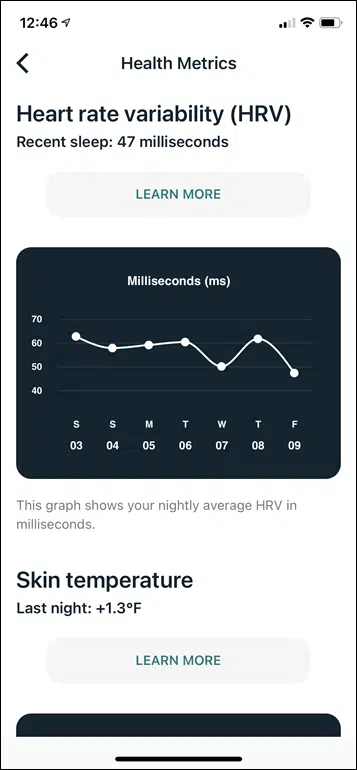 12:46
Health Metrics
Heart rate variability (HRV)
Recent sleep: 47 milliseconds
LEARN MORE
Milliseconds (ms)
70
60
50
40
S S M T W T F
03 04 05 06 07 08 09
This graph shows your nightly average HRV in
milliseconds.
Skin temperature
Last night: +1.3°F
LEARN MORE